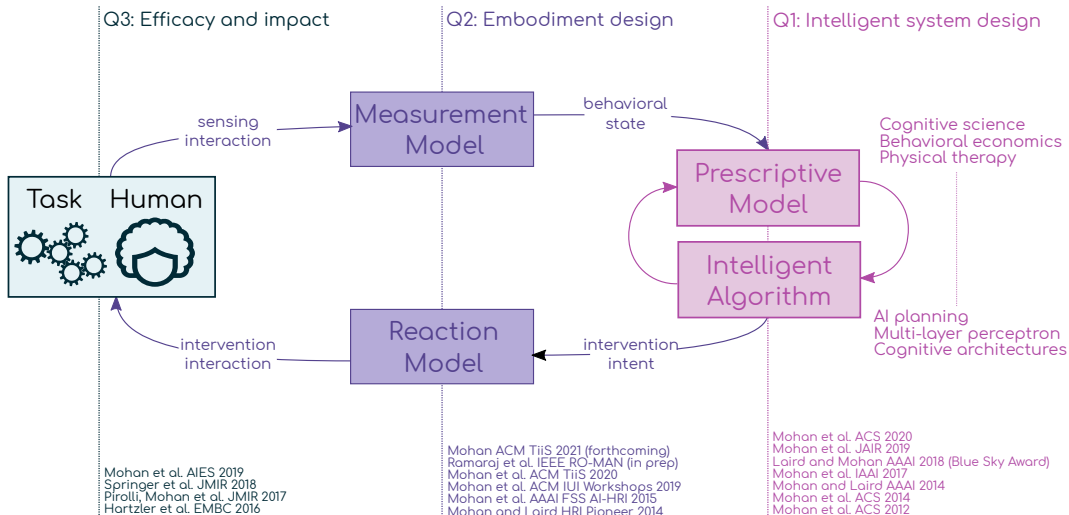 Q3: Efficacy and impact
Q2: Embodiment design
Q1: Intelligent system design
sensing
interaction
Measurement
Model
behavioral
state
Cognitive science
Behavioral economics
Physical therapy
Task
Human
Prescriptive
Model
Intelligent
Algorithm
AI planning
Multi-layer perceptron
Cognitive architectures
intervention
interaction
Reaction
Model
intervention
intent
Mohan et al. AIES 2019
Springer et al. JMIR 2018
Pirolli, Mohan et al. JMIR 2017
Hartzler et al. EMBC 2016
Mohan ACM TiiS 2021 (forthcoming)
Ramaraj et al. IEEE RO-MAN (in prep)
Mohan et al. ACM TiiS 2020
Mohan et al. ACM IUI Workshops 2019
Mohan et al. AAAI FSS AI-HRI 2015
Mohan and Laird HRI Pioneer 2014
Mohan et al. ACS 2020
Mohan et al. JAIR 2019
Laird and Mohan AAAI 2018 (Blue Sky Award)
Mohan et al. IAAI 2017
Mohan and Laird AAAI 2014
Mohan et al. ACS 2014
Mohan et al. ACS 2012